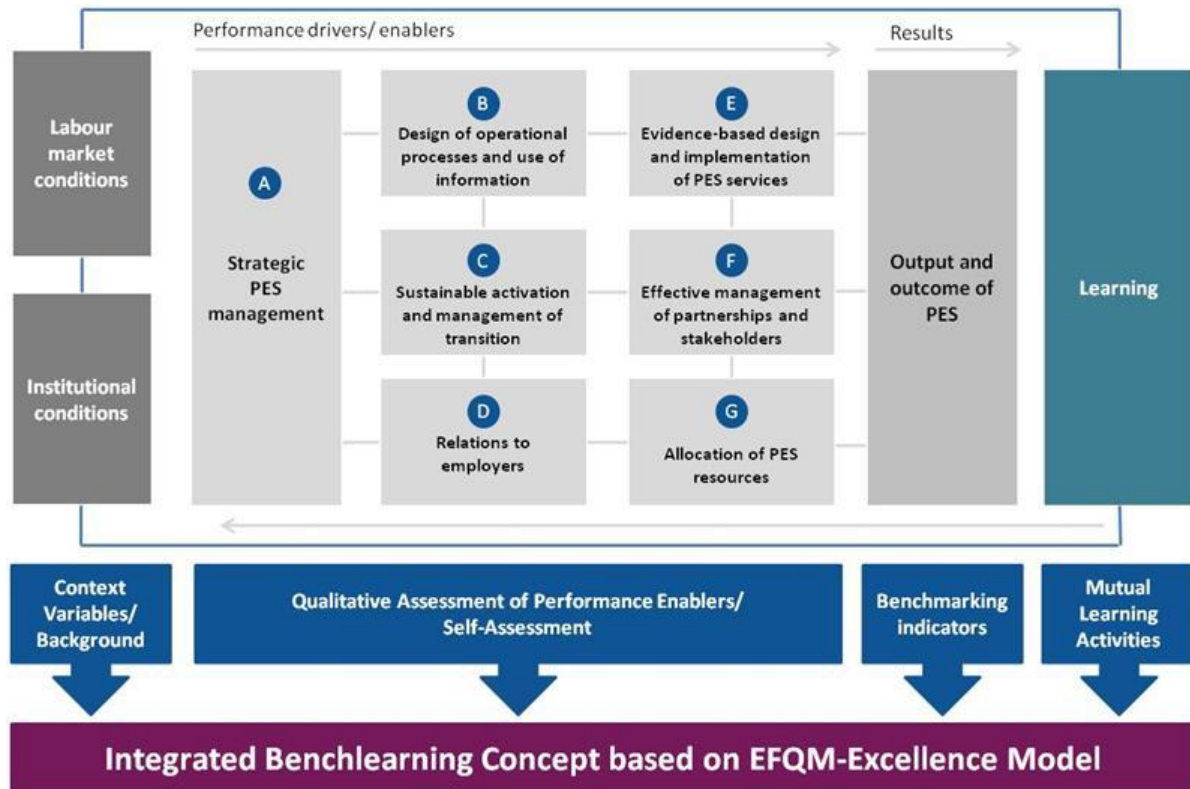 Performance drivers/ enablers
Results
Labour
market
conditions
Institutional
conditions
A
Strategic
PES
management
B
Design of operational
processes and use of
information
C
Sustainable activation
and management of
transition
D
Relations to
employers
E
Evidence-based design
and implementation
of PES services
F
Effective management
of partnerships and
stakeholders
G
Allocation of PES
resources
Output and
outcome of
PES
Learning
Context
Variables/
Background
Qualitative Assessment of Performance Enablers/
Self-Assessment
Benchmarking
indicators
Mutual
Learning
Activities
Integrated Benchlearning Concept based on EFQM-Excellence Model